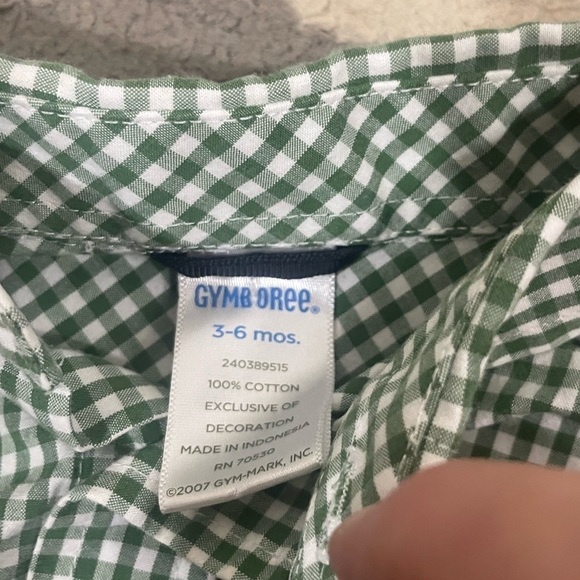 GYMBOREE®
3-6 mos.
240389515
100% COTTON
EXCLUSIVE OF
DECORATION
MADE IN INDONESIA
RN 70530
©2007 GYM-MARK, INC.